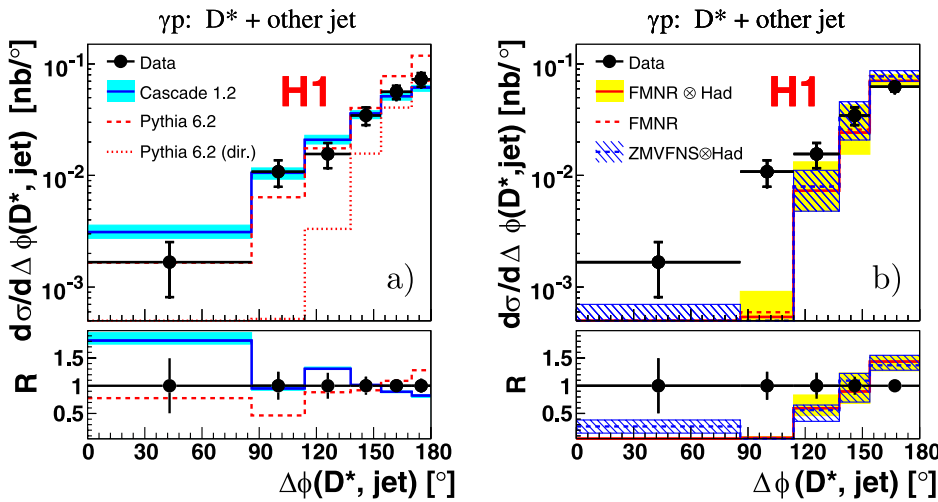 γp: D* + other jet
dσ/dΔ ϕ(D*, jet) [nb/°]
10⁻¹
10⁻²
10⁻³
Data
Cascade 1.2
Pythia 6.2
Pythia 6.2 (dir.)
H1
a)
R
1.5
1
0.5
0 30 60 90 120 150 180
Δϕ(D*, jet) [°]
γp: D* + other jet
dσ/dΔ ϕ(D*, jet) [nb/°]
10⁻¹
10⁻²
10⁻³
Data
FMNR ⊗ Had
FMNR
ZMVFNS⊗Had
H1
b)
R
1.5
1
0.5
0 30 60 90 120 150 180
Δϕ(D*, jet) [°]